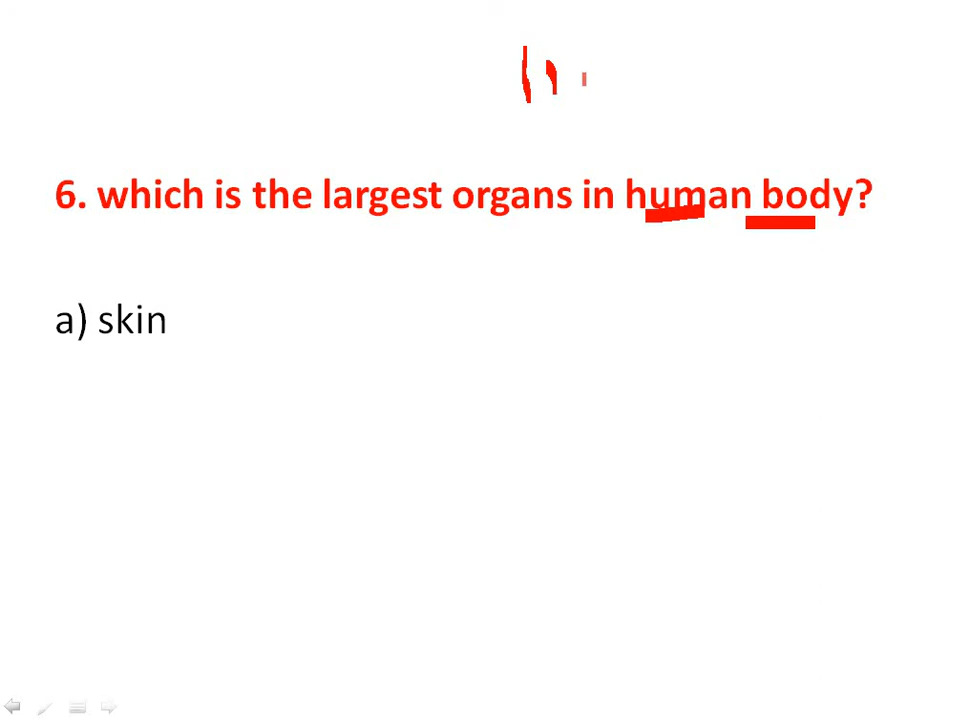 6. which is the largest organs in human body?
a) skin